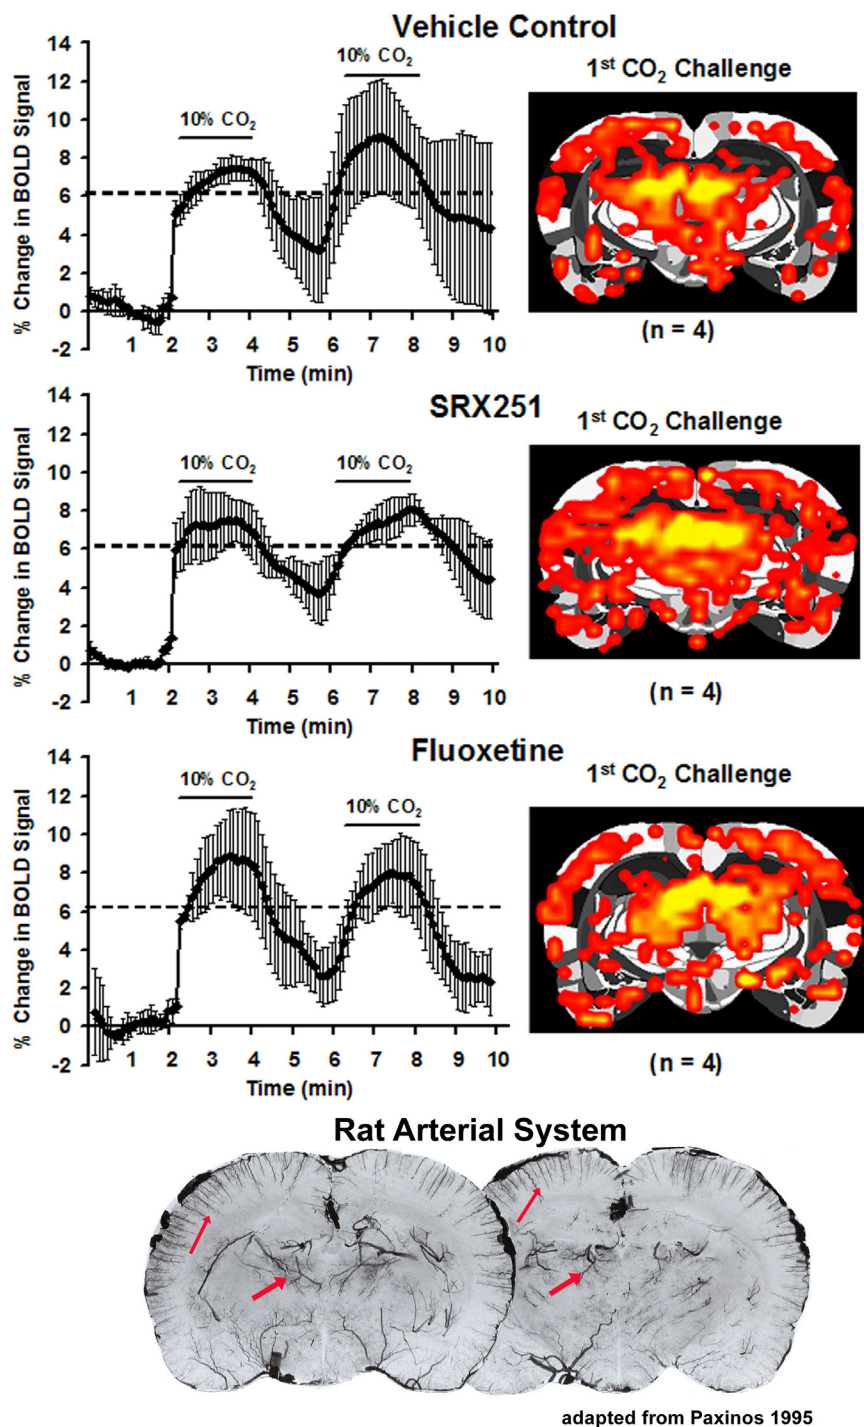 Vehicle Control
14
12
10
8
6
4
2
0
-2
% Change in BOLD Signal
10% CO2
10% CO2
1 2 3 4 5 6 7 8 9 10
Time (min)
1st CO2 Challenge
(n = 4)
SRX251
14
12
10
8
6
4
2
0
-2
% Change in BOLD Signal
10% CO2
10% CO2
1 2 3 4 5 6 7 8 9 10
Time (min)
1st CO2 Challenge
(n = 4)
Fluoxetine
14
12
10
8
6
4
2
0
-2
% Change in BOLD Signal
10% CO2
10% CO2
1 2 3 4 5 6 7 8 9 10
Time (min)
1st CO2 Challenge
(n = 4)
Rat Arterial System
adapted from Paxinos 1995